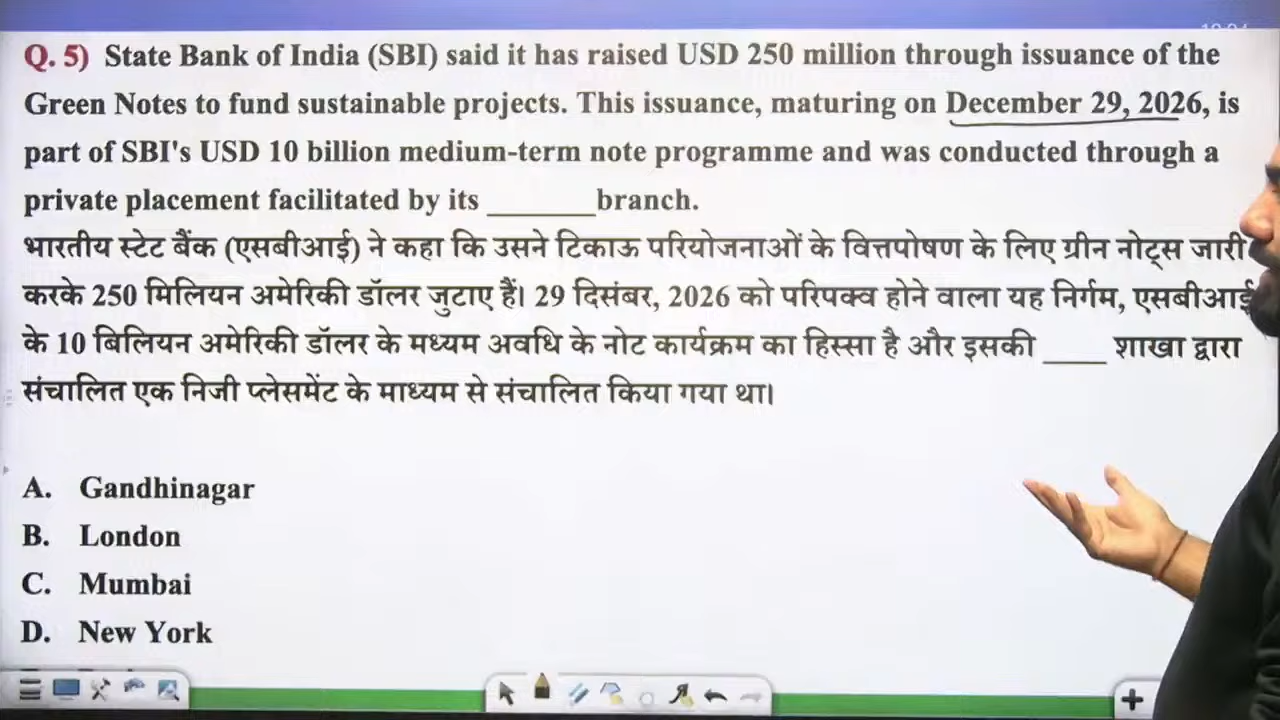 Q. 5) State Bank of India (SBI) said it has raised USD 250 million through issuance of the
Green Notes to fund sustainable projects. This issuance, maturing on December 29, 2026, is
part of SBI's USD 10 billion medium-term note programme and was conducted through a
private placement facilitated by its ________branch.
भारतीय स्टेट बैंक (एसबीआई) ने कहा कि उसने टिकाऊ परियोजनाओं के वित्तपोषण के लिए ग्रीन नोट्स जारी
करके 250 मिलियन अमेरिकी डॉलर जुटाए हैं। 29 दिसंबर, 2026 को परिपक्व होने वाला यह निर्गम, एसबीआई
के 10 बिलियन अमेरिकी डॉलर के मध्यम अवधि के नोट कार्यक्रम का हिस्सा है और इसकी ____ शाखा द्वारा
संचालित एक निजी प्लेसमेंट के माध्यम से संचालित किया गया था।
A. Gandhinagar
B. London
C. Mumbai
D. New York